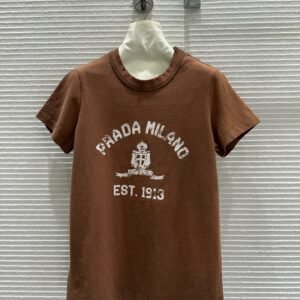 PRADA MILANO
EST. 1913